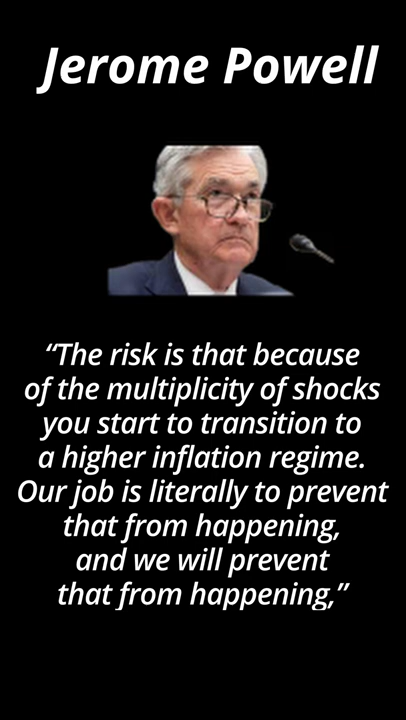 Jerome Powell
“The risk is that because
of the multiplicity of shocks
you start to transition to
a higher inflation regime.
Our job is literally to prevent
that from happening,
and we will prevent
that from happening,”